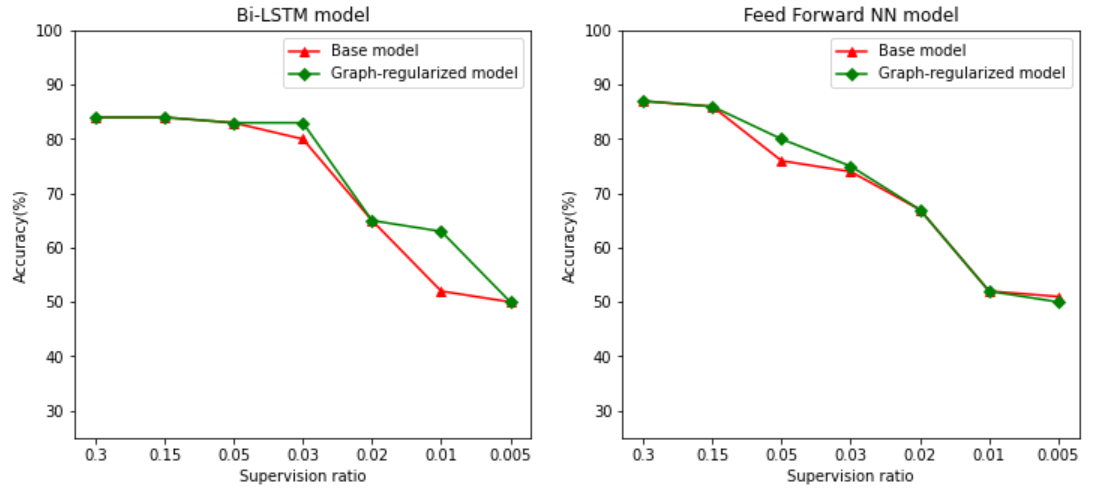 Bi-LSTM model
Base model
Graph-regularized model
100
90
80
70
60
50
40
30
Accuracy(%)
0.3 0.15 0.05 0.03 0.02 0.01 0.005
Supervision ratio
Feed Forward NN model
Base model
Graph-regularized model
100
90
80
70
60
50
40
30
Accuracy(%)
0.3 0.15 0.05 0.03 0.02 0.01 0.005
Supervision ratio